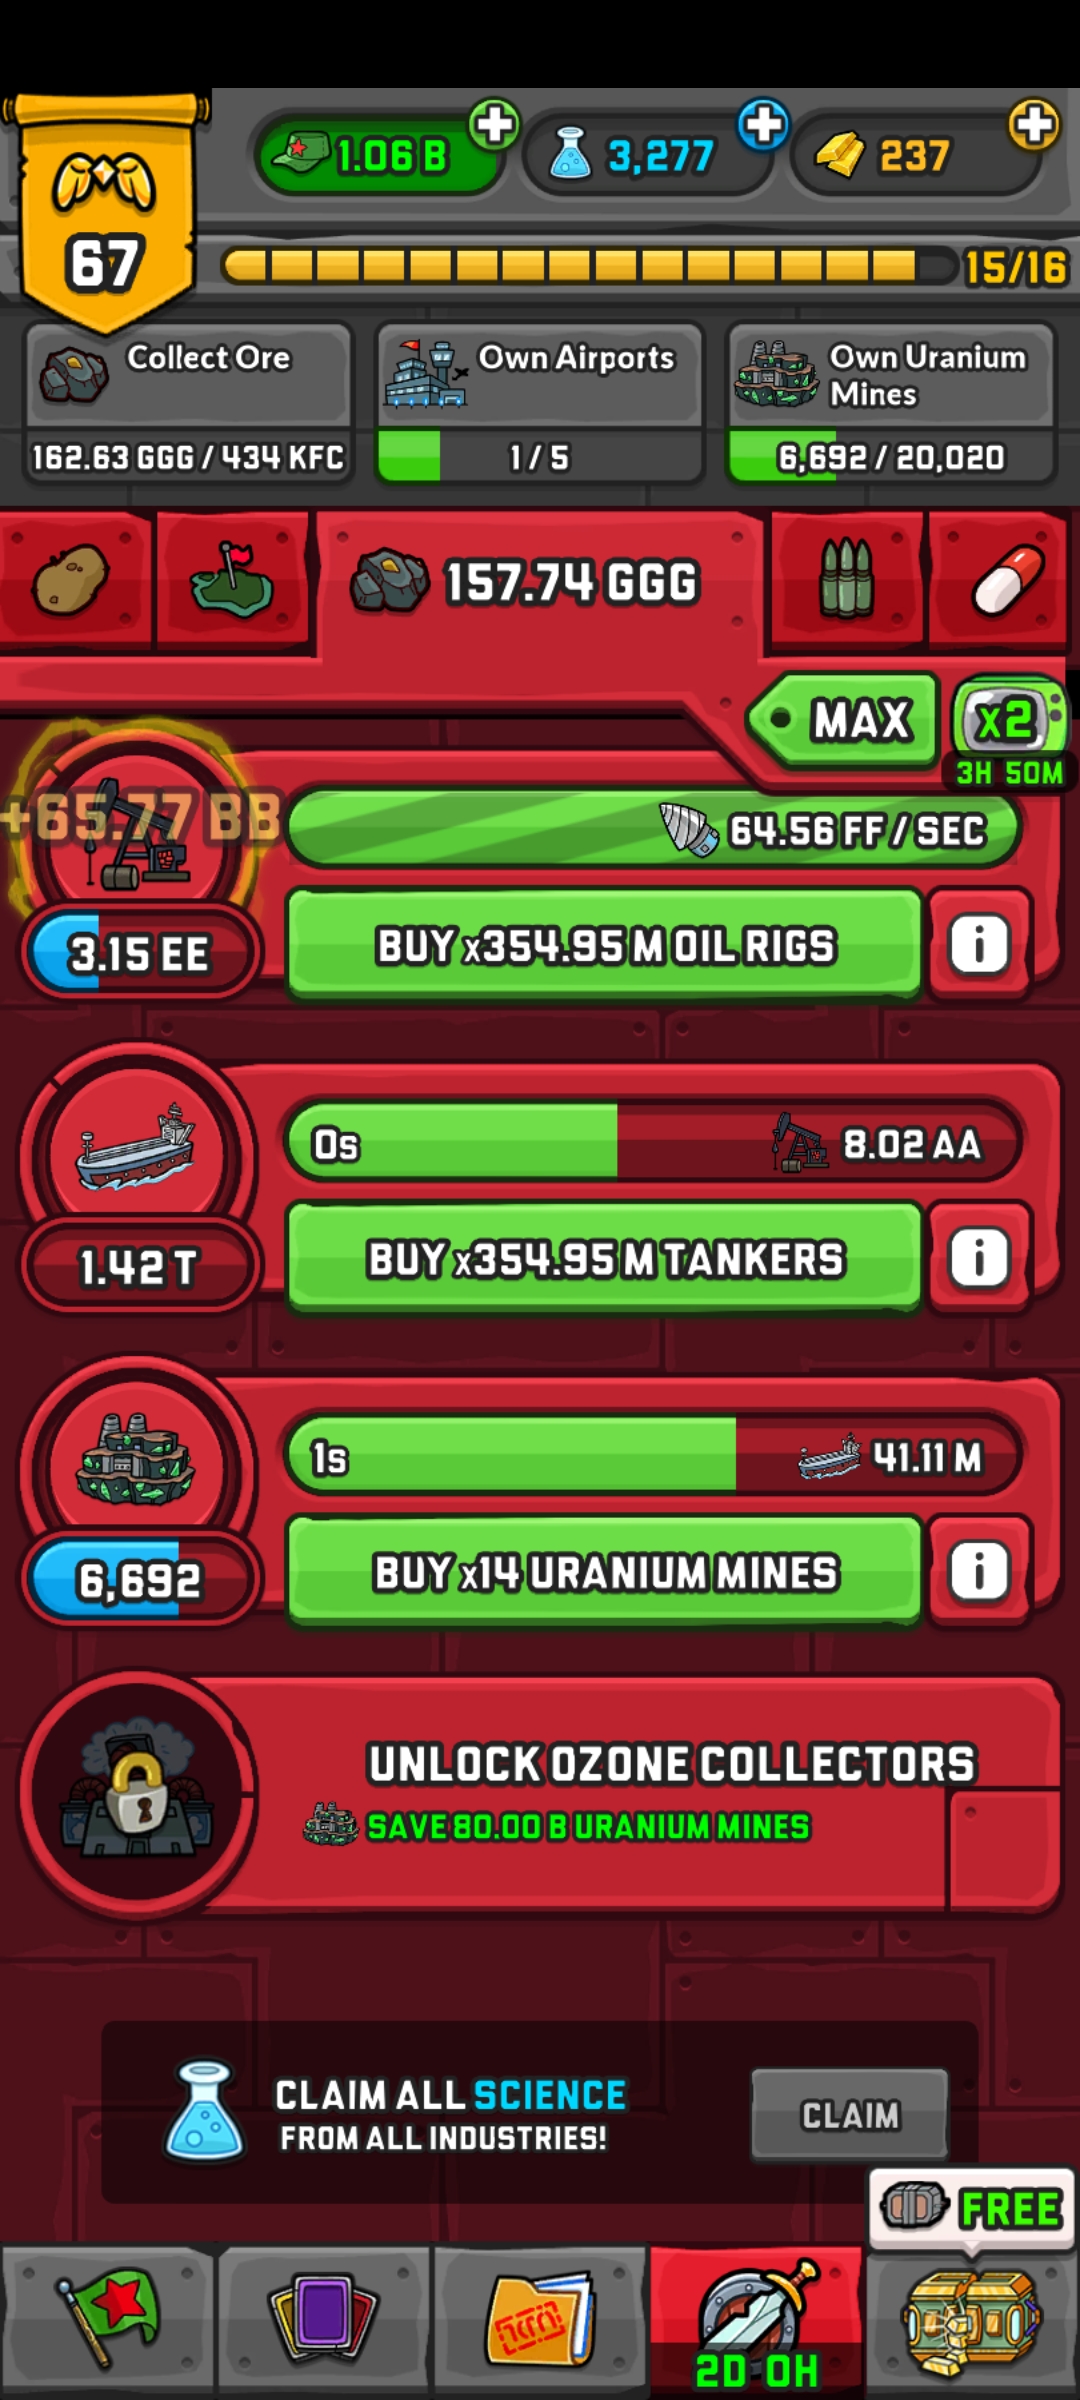 67
1.06 B
3,277
237
15/16
Collect Ore
162.63 GGG / 434 KFC
Own Airports
1 / 5
Own Uranium
Mines
6,692 / 20,020
157.74 GGG
MAX
x2
3H 50M
+65.77 BB
64.56 FF / SEC
3.15 EE
BUY x354.95 M OIL RIGS
i
0s
8.02 AA
1.42 T
BUY x354.95 M TANKERS
i
1s
41.11 M
6,692
BUY x14 URANIUM MINES
i
UNLOCK OZONE COLLECTORS
SAVE 80.00 B URANIUM MINES
CLAIM ALL SCIENCE
FROM ALL INDUSTRIES!
CLAIM
FREE
2D 0H